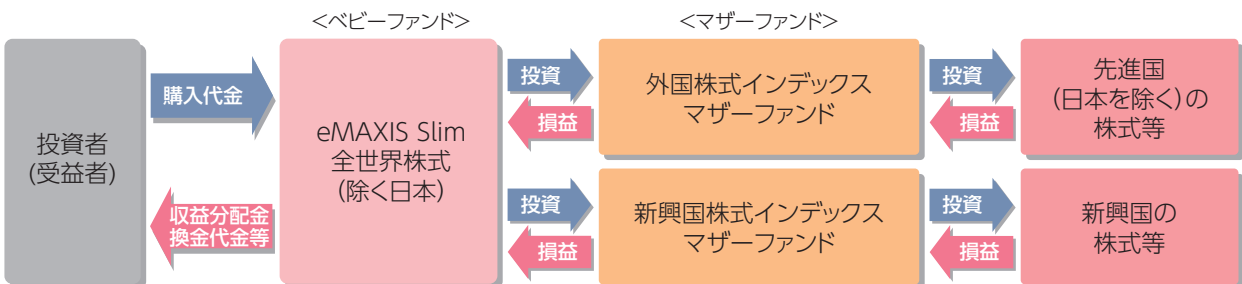 <ベビーファンド>
<マザーファンド>
投資者
(受益者)
購入代金
収益分配金
換金代金等
eMAXIS Slim
全世界株式
(除く日本)
投資
損益
外国株式インデックス
マザーファンド
投資
損益
先進国
(日本を除く)の
株式等
投資
損益
新興国株式インデックス
マザーファンド
投資
損益
新興国の
株式等